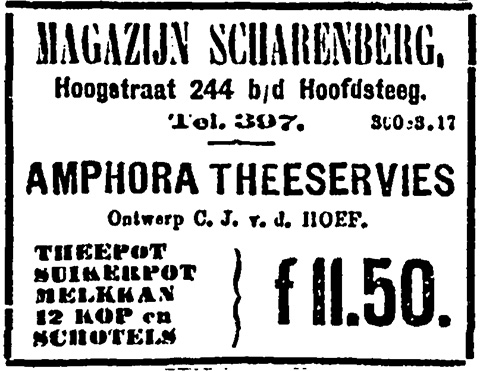 MAGAZIJN SCHARENBERG,
Hoogstraat 244 b/d Hoofdsteeg.
Tel. 397.
AMPHORA THEESERVIES
Ontwerp C. J. v. d. HOEF.
THEEPOT
SUIKERPOT
MELKKAN
12 KOP en
SCHOTELS
f 11.50.